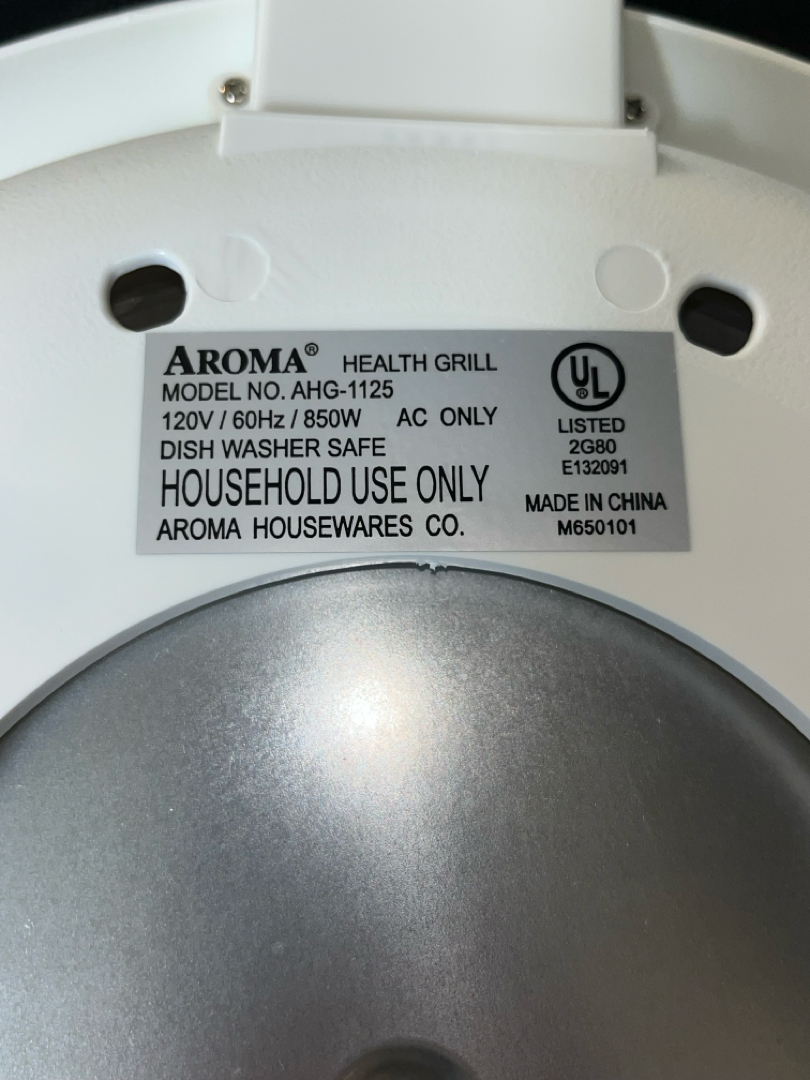 AROMA® HEALTH GRILL
MODEL NO. AHG-1125
120V / 60Hz / 850W AC ONLY
DISH WASHER SAFE
HOUSEHOLD USE ONLY
AROMA HOUSEWARES CO.
UL®
LISTED
2G80
E132091
MADE IN CHINA
M650101